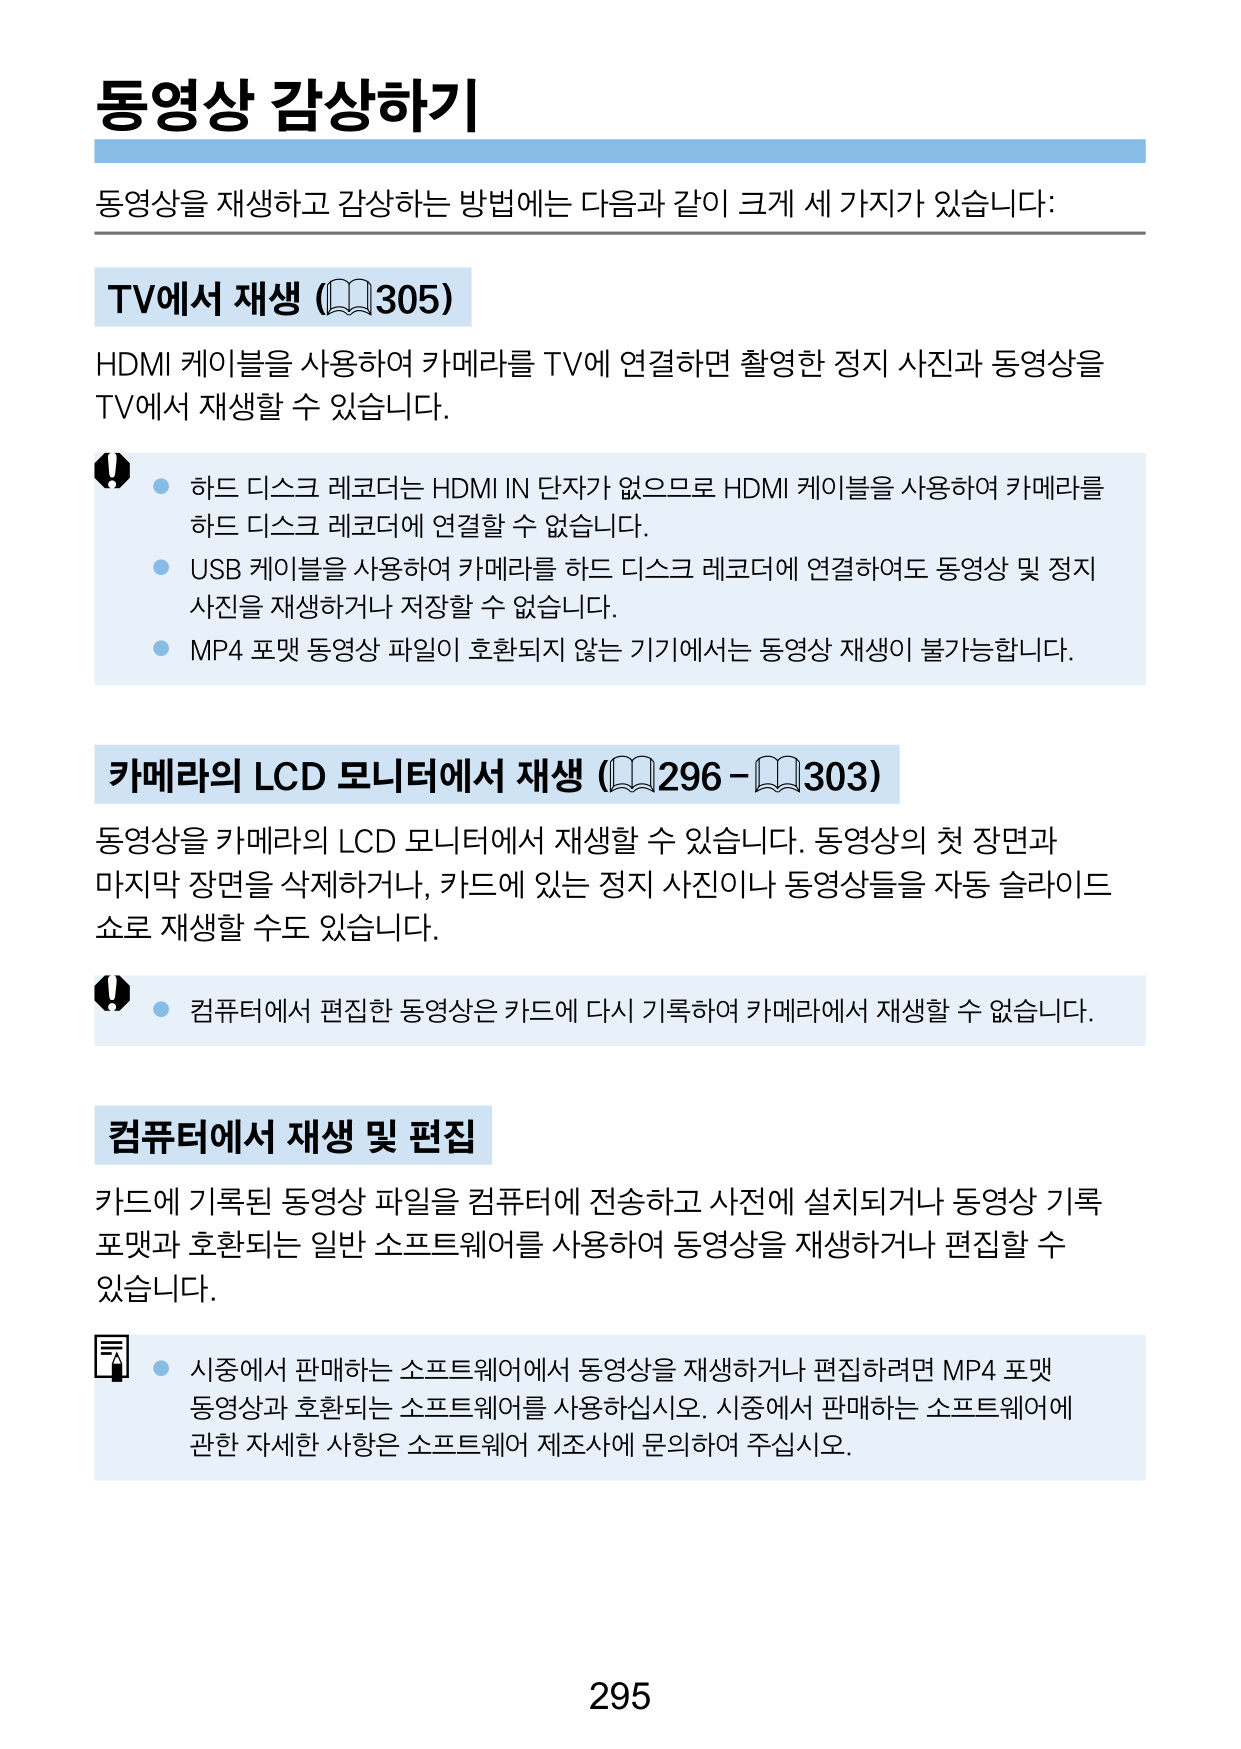 동영상 감상하기
동영상을 재생하고 감상하는 방법에는 다음과 같이 크게 세 가지가 있습니다:
TV에서 재생 (305)
HDMI 케이블을 사용하여 카메라를 TV에 연결하면 촬영한 정지 사진과 동영상을
TV에서 재생할 수 있습니다.
● 하드 디스크 레코더는 HDMI IN 단자가 없으므로 HDMI 케이블을 사용하여 카메라를
하드 디스크 레코더에 연결할 수 없습니다.
● USB 케이블을 사용하여 카메라를 하드 디스크 레코더에 연결하여도 동영상 및 정지
사진을 재생하거나 저장할 수 없습니다.
● MP4 포맷 동영상 파일이 호환되지 않는 기기에서는 동영상 재생이 불가능합니다.
카메라의 LCD 모니터에서 재생 (296 – 303)
동영상을 카메라의 LCD 모니터에서 재생할 수 있습니다. 동영상의 첫 장면과
마지막 장면을 삭제하거나, 카드에 있는 정지 사진이나 동영상들을 자동 슬라이드
쇼로 재생할 수도 있습니다.
● 컴퓨터에서 편집한 동영상은 카드에 다시 기록하여 카메라에서 재생할 수 없습니다.
컴퓨터에서 재생 및 편집
카드에 기록된 동영상 파일을 컴퓨터에 전송하고 사전에 설치되거나 동영상 기록
포맷과 호환되는 일반 소프트웨어를 사용하여 동영상을 재생하거나 편집할 수
있습니다.
● 시중에서 판매하는 소프트웨어에서 동영상을 재생하거나 편집하려면 MP4 포맷
동영상과 호환되는 소프트웨어를 사용하십시오. 시중에서 판매하는 소프트웨어에
관한 자세한 사항은 소프트웨어 제조사에 문의하여 주십시오.
295